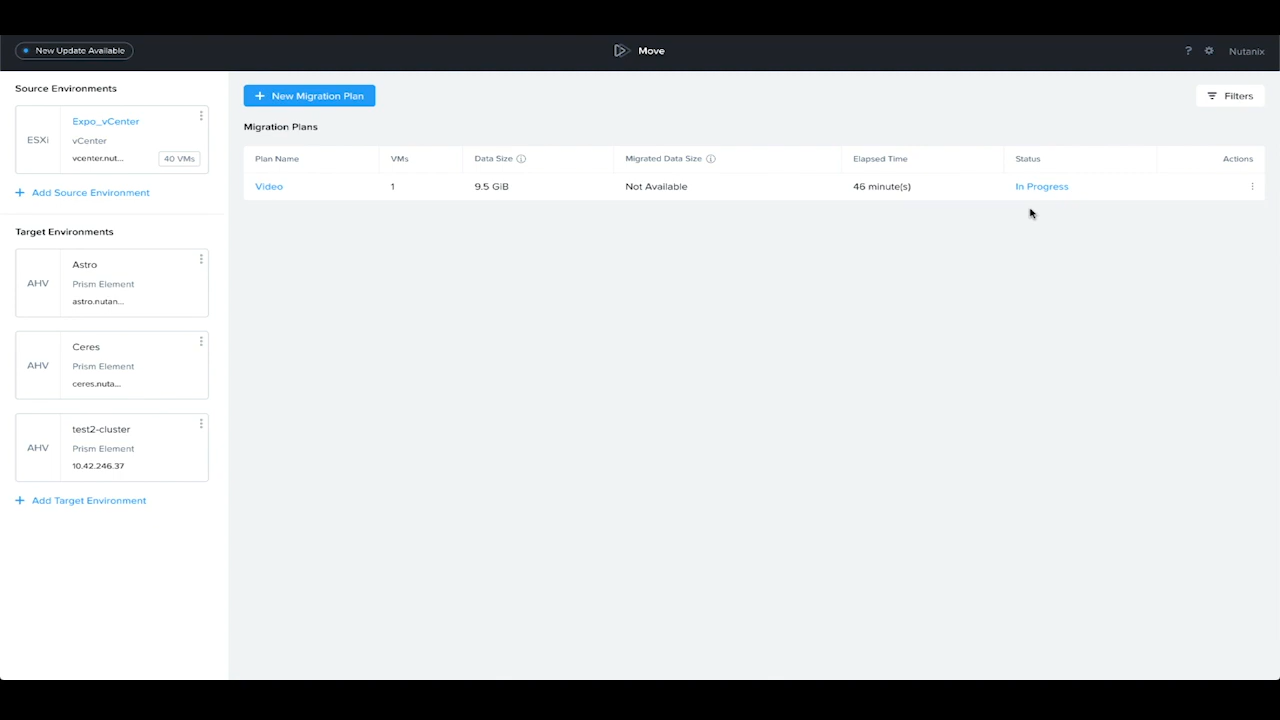 New Update Available
Move
? Nutanix
Source Environments
ESXi
Expo_vCenter
vCenter
vcenter.nut...
40 VMs
+ Add Source Environment
Target Environments
AHV
Astro
Prism Element
astro.nutan...
AHV
Ceres
Prism Element
ceres.nuta...
AHV
test2-cluster
Prism Element
10.42.246.37
+ Add Target Environment
+ New Migration Plan
Filters
Migration Plans
Plan Name VMs Data Size Migrated Data Size Elapsed Time Status Actions
Video 1 9.5 GiB Not Available 46 minute(s) In Progress